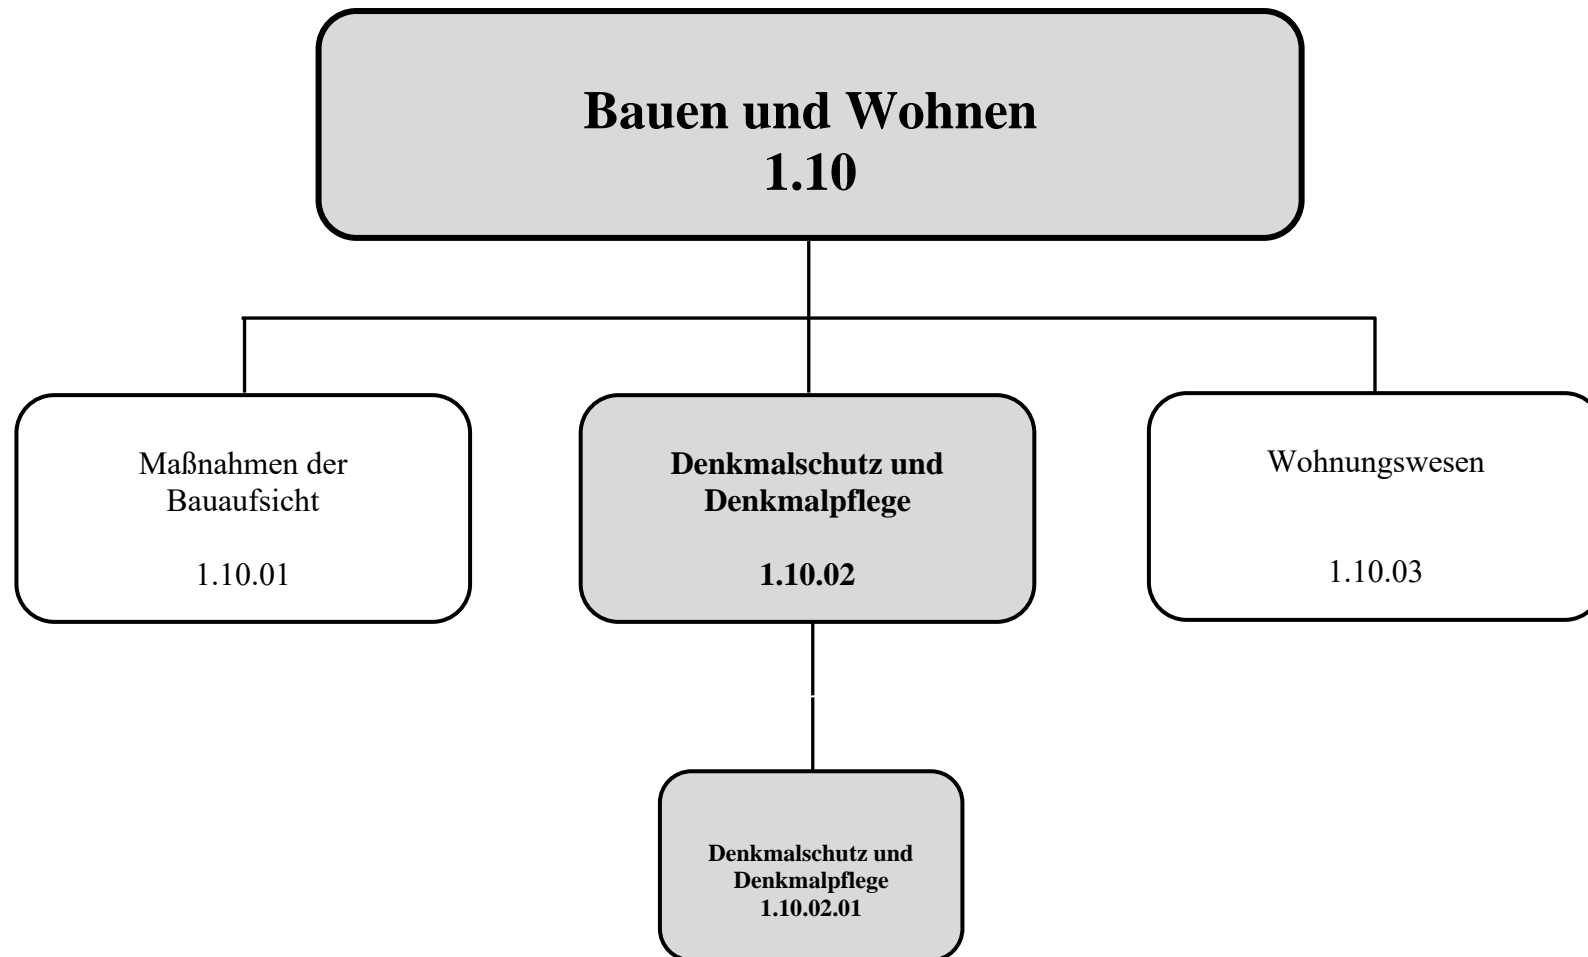 Bauen und Wohnen
1.10
Maßnahmen der
Bauaufsicht
1.10.01
Denkmalschutz und
Denkmalpflege
1.10.02
Wohnungswesen
1.10.03
Denkmalschutz und
Denkmalpflege
1.10.02.01